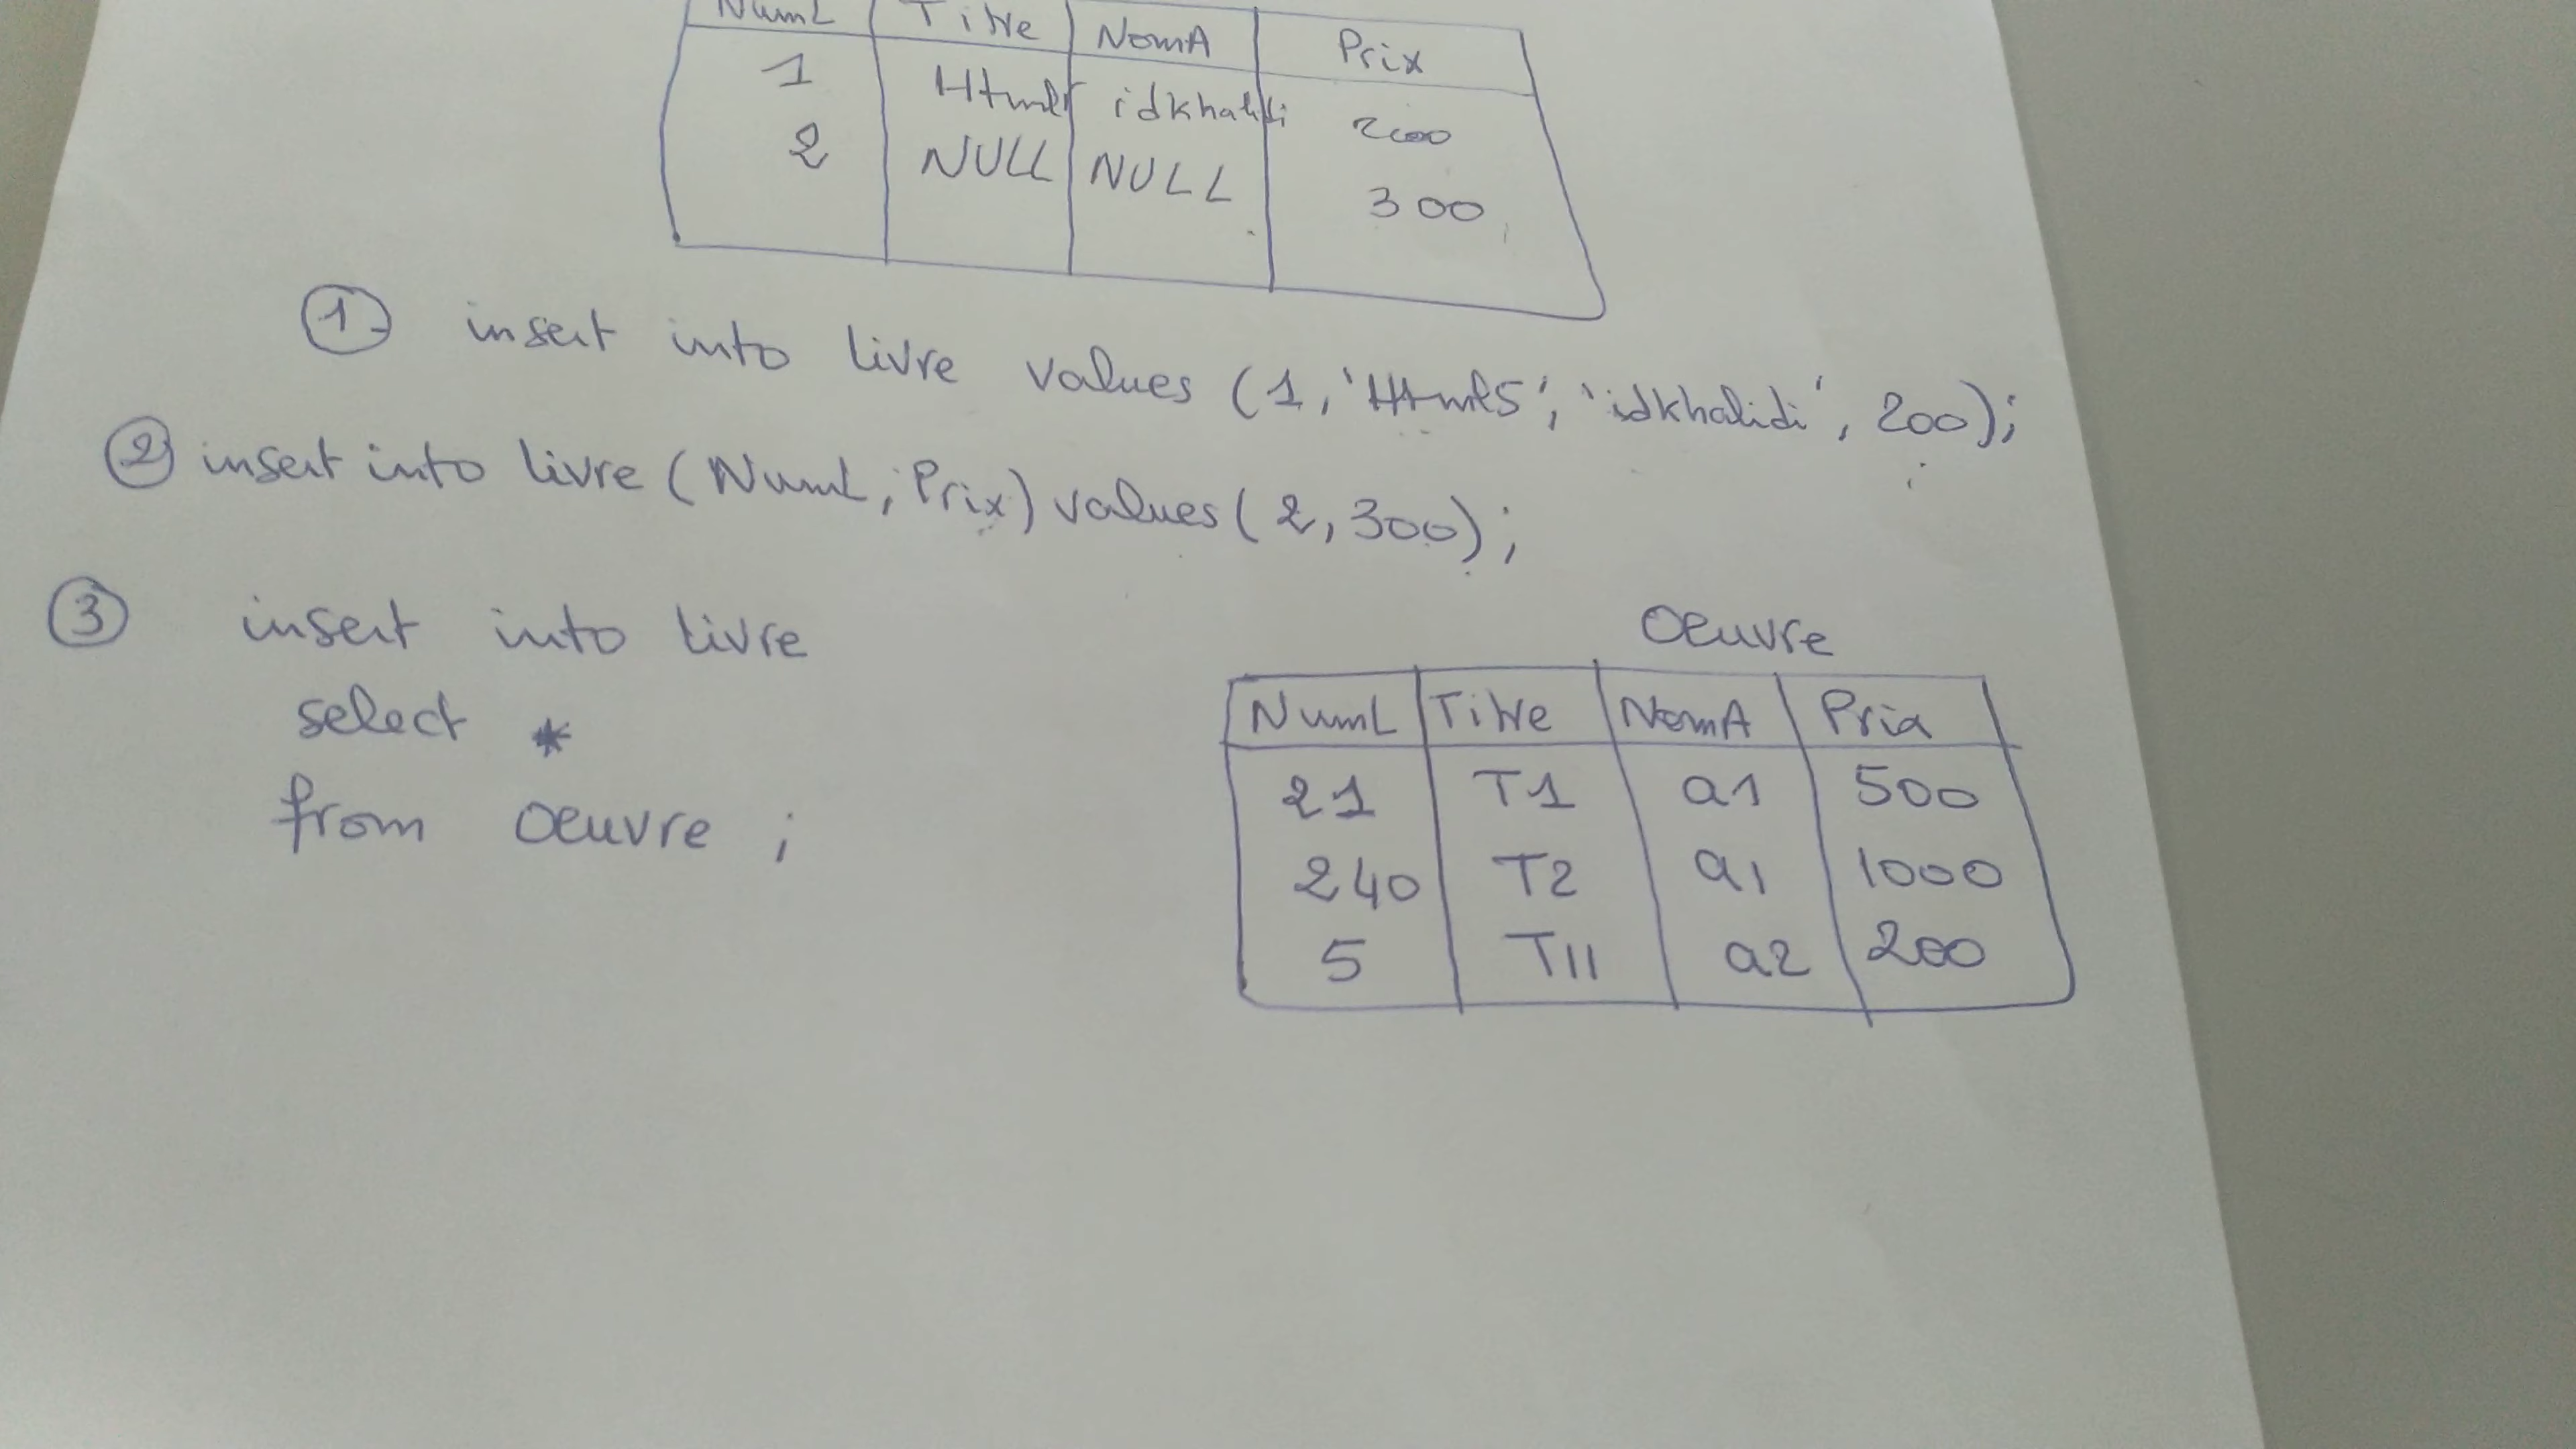 NumL Titre NomA Prix
1 Html5 idkhalidi 200
2 NULL NULL 300
1 insert into livre values (1, 'Html5', 'idkhalidi', 200);
2 insert into livre (NumL, Prix) values (2, 300);
3 insert into livre
select *
from oeuvre ;
Oeuvre
NumL Titre NomA Prix
21 T1 a1 500
240 T2 a1 1000
5 T11 a2 200